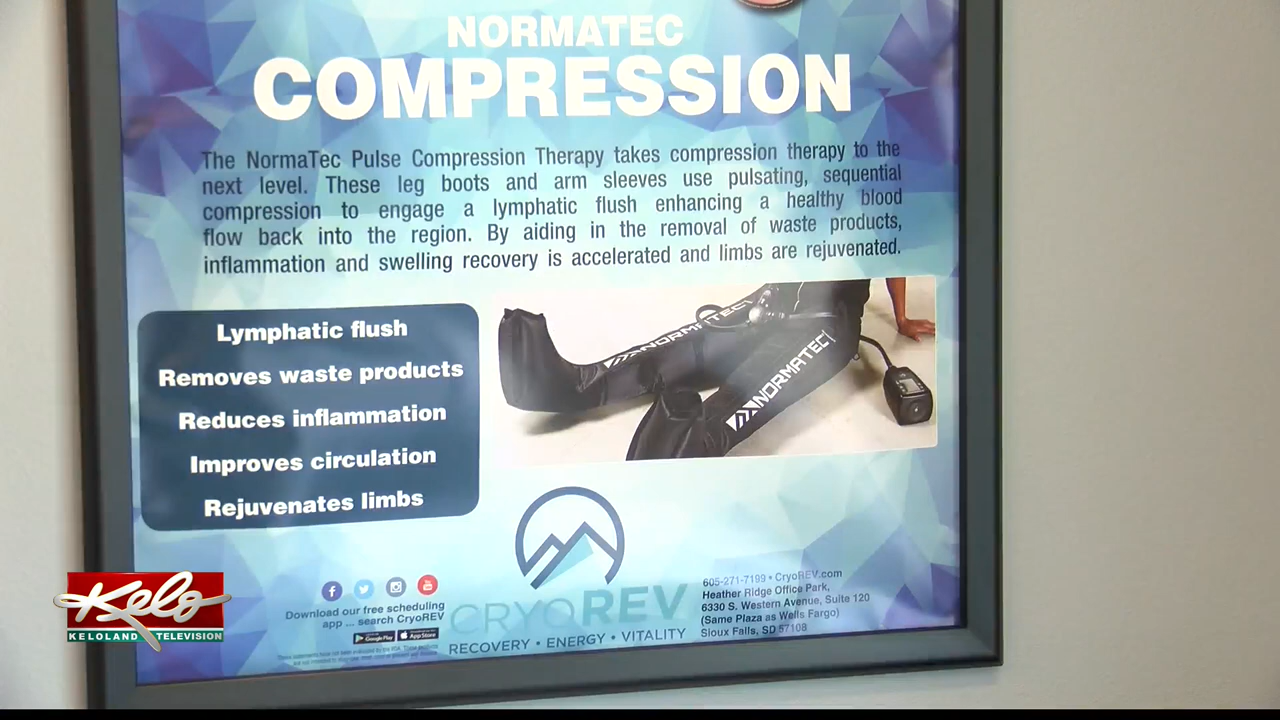 NORMATEC
COMPRESSION
The NormaTec Pulse Compression Therapy takes compression therapy to the
next level. These leg boots and arm sleeves use pulsating, sequential
compression to engage a lymphatic flush enhancing a healthy blood
flow back into the region. By aiding in the removal of waste products,
inflammation and swelling recovery is accelerated and limbs are rejuvenated.
Lymphatic flush
Removes waste products
Reduces inflammation
Improves circulation
Rejuvenates limbs
NORMATEC
NORMATEC
Download our free scheduling
app ... search CryoREV
Google Play
App Store
CRYOREV
RECOVERY • ENERGY • VITALITY
605-271-7199 • CryoREV.com
Heather Ridge Office Park,
6330 S. Western Avenue, Suite 120
(Same Plaza as Wells Fargo)
Sioux Falls, SD 57108
Kelo
KELOLAND TELEVISION